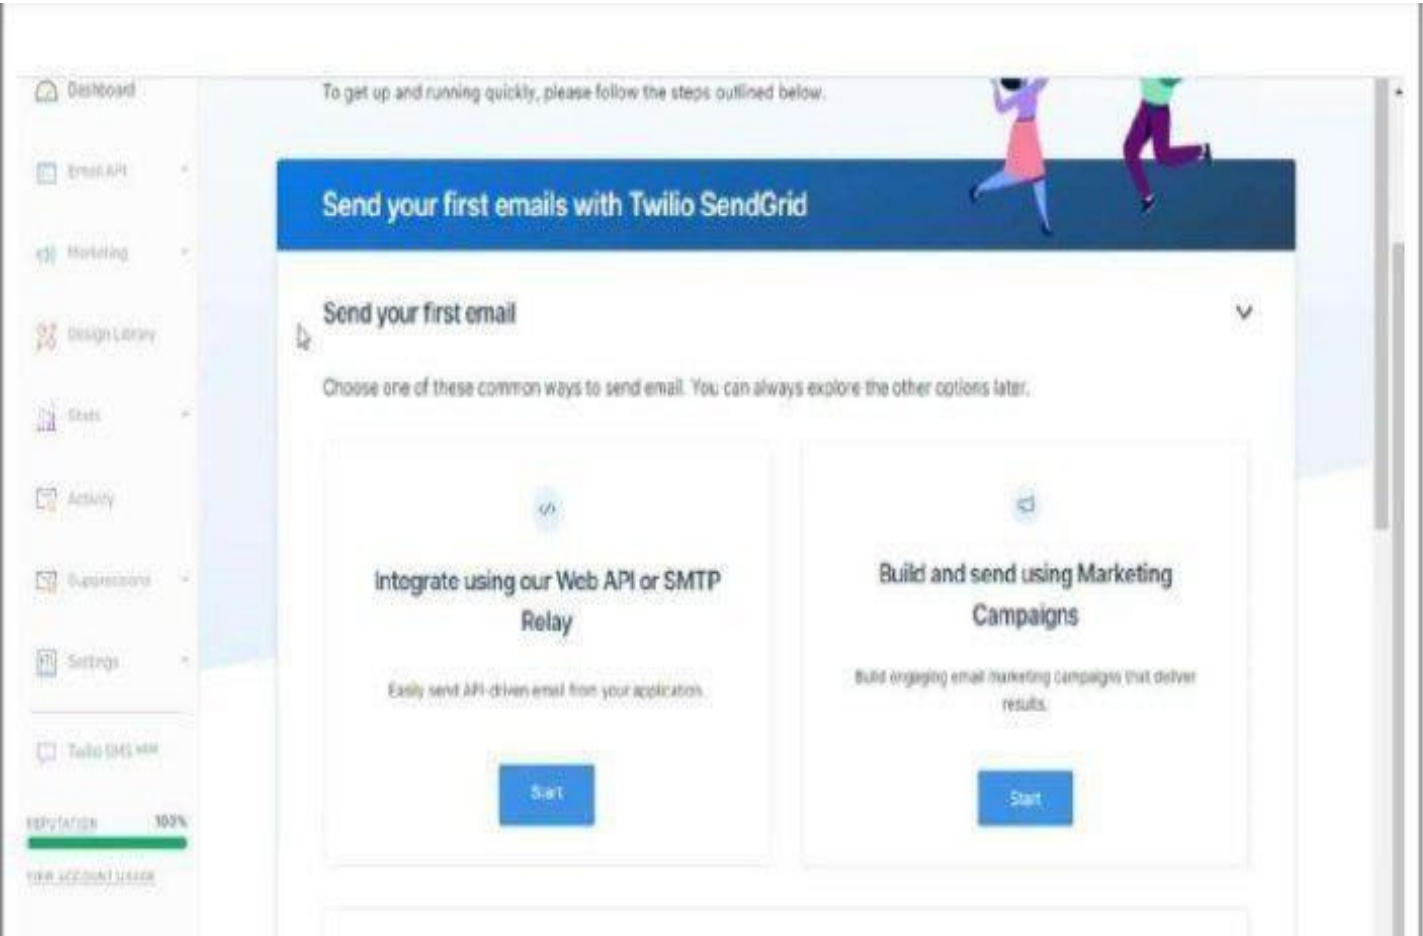 Dashboard
To get up and running quickly, please follow the steps outlined below.
Email API
Send your first emails with Twilio SendGrid
Marketing
Send your first email
Design Library
Choose one of these common ways to send email. You can always explore the other options later.
Stats
Activity
</>
Integrate using our Web API or SMTP
Relay
Build and send using Marketing
Campaigns
Suppressions
Settings
Easily send API-driven email from your application.
Build engaging email marketing campaigns that deliver
results.
Twilio SMS NEW
Start
Start
REPUTATION 100%
VIEW ACCOUNT USAGE